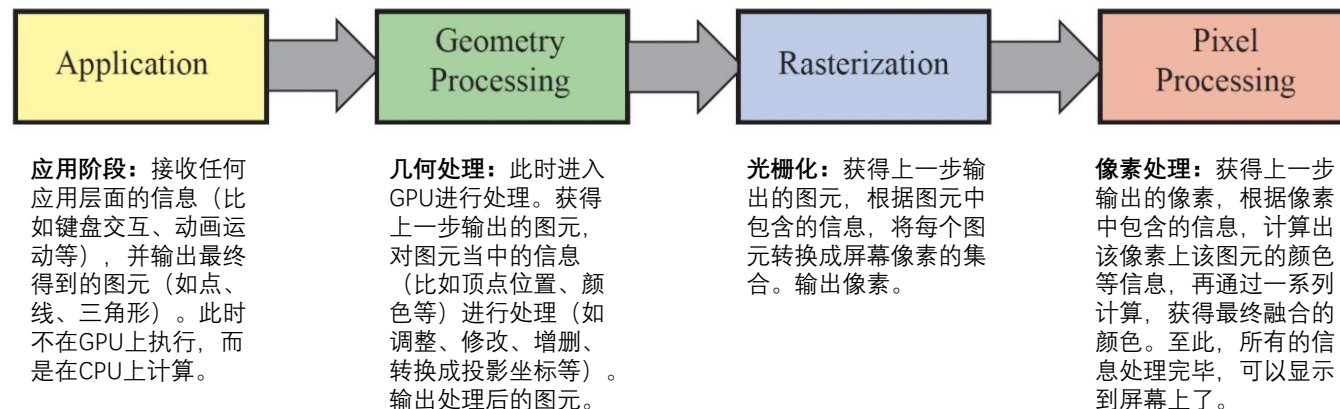 Application
Geometry
Processing
Rasterization
Pixel
Processing
应用阶段：接收任何
应用层面的信息（比
如键盘交互、动画运
动等），并输出最终
得到的图元（如点、
线、三角形）。此时
不在GPU上执行，而
是在CPU上计算。
几何处理：此时进入
GPU进行处理。获得
上一步输出的图元，
对图元当中的信息
（比如顶点位置、颜
色等）进行处理（如
调整、修改、增删、
转换成投影坐标等）。
输出处理后的图元。
光栅化：获得上一步输
出的图元，根据图元中
包含的信息，将每个图
元转换成屏幕像素的集
合。输出像素。
像素处理：获得上一步
输出的像素，根据像素
中包含的信息，计算出
该像素上该图元的颜色
等信息，再通过一系列
计算，获得最终融合的
颜色。至此，所有的信
息处理完毕，可以显示
到屏幕上了。